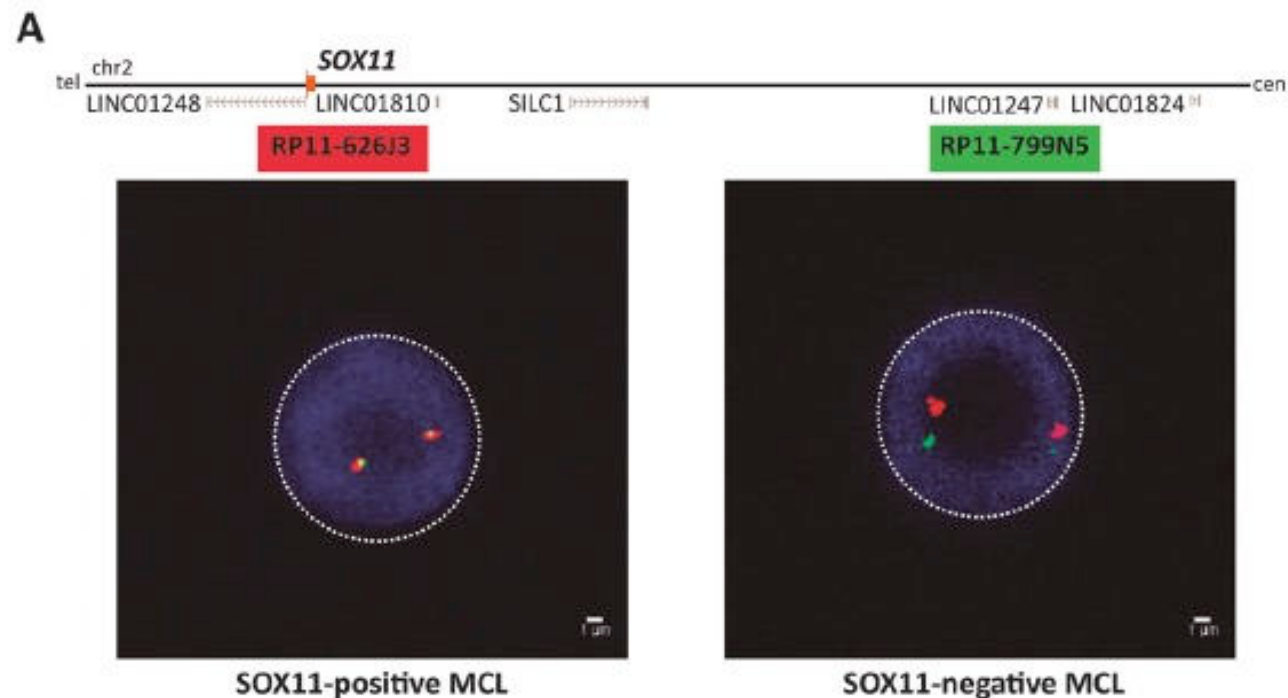 A
SOX11
tel chr2 cen
LINC01248 LINC01810 SILC1 LINC01247 LINC01824
RP11-626J3 RP11-799N5
1 µm 1 µm
SOX11-positive MCL SOX11-negative MCL